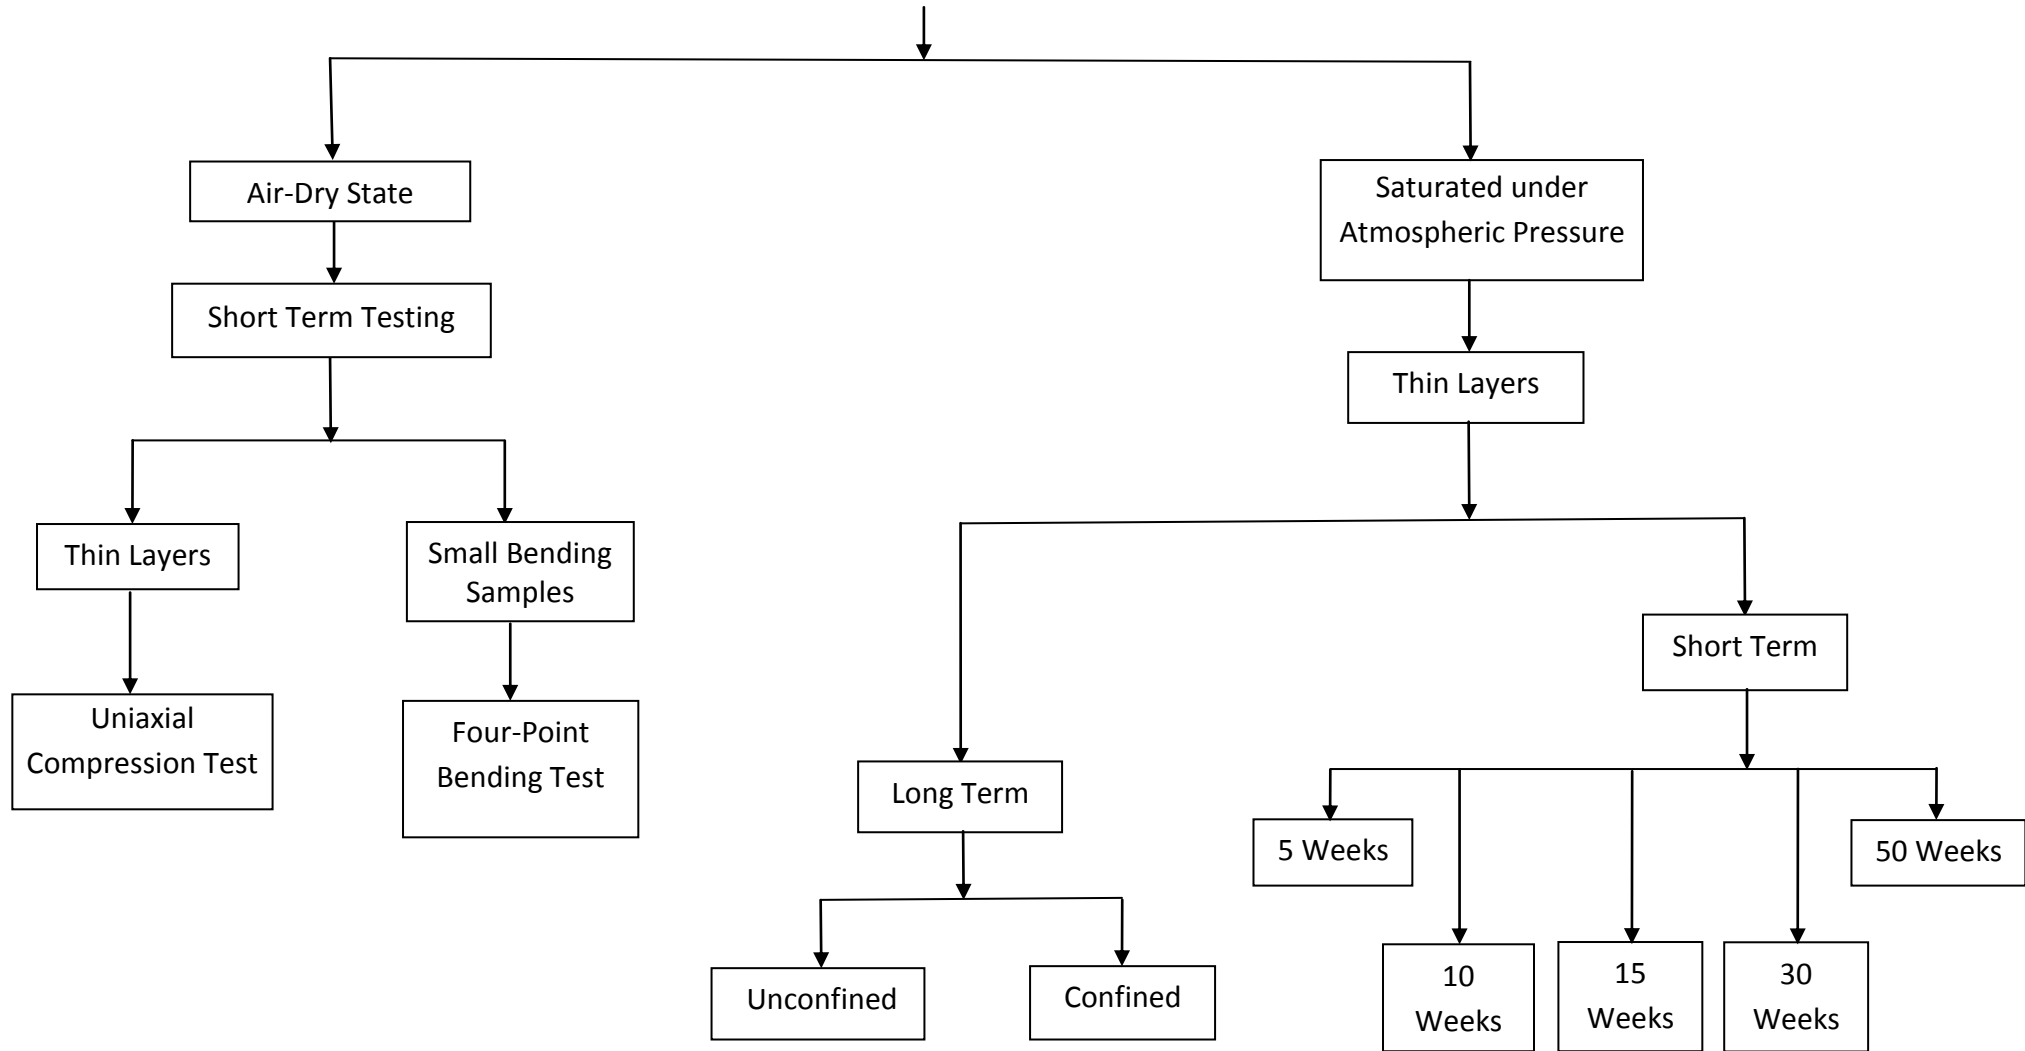 Air-Dry State
Saturated under
Atmospheric Pressure
Short Term Testing
Thin Layers
Thin Layers
Small Bending
Samples
Short Term
Uniaxial
Compression Test
Four-Point
Bending Test
Long Term
5 Weeks
50 Weeks
Unconfined
Confined
10
Weeks
15
Weeks
30
Weeks